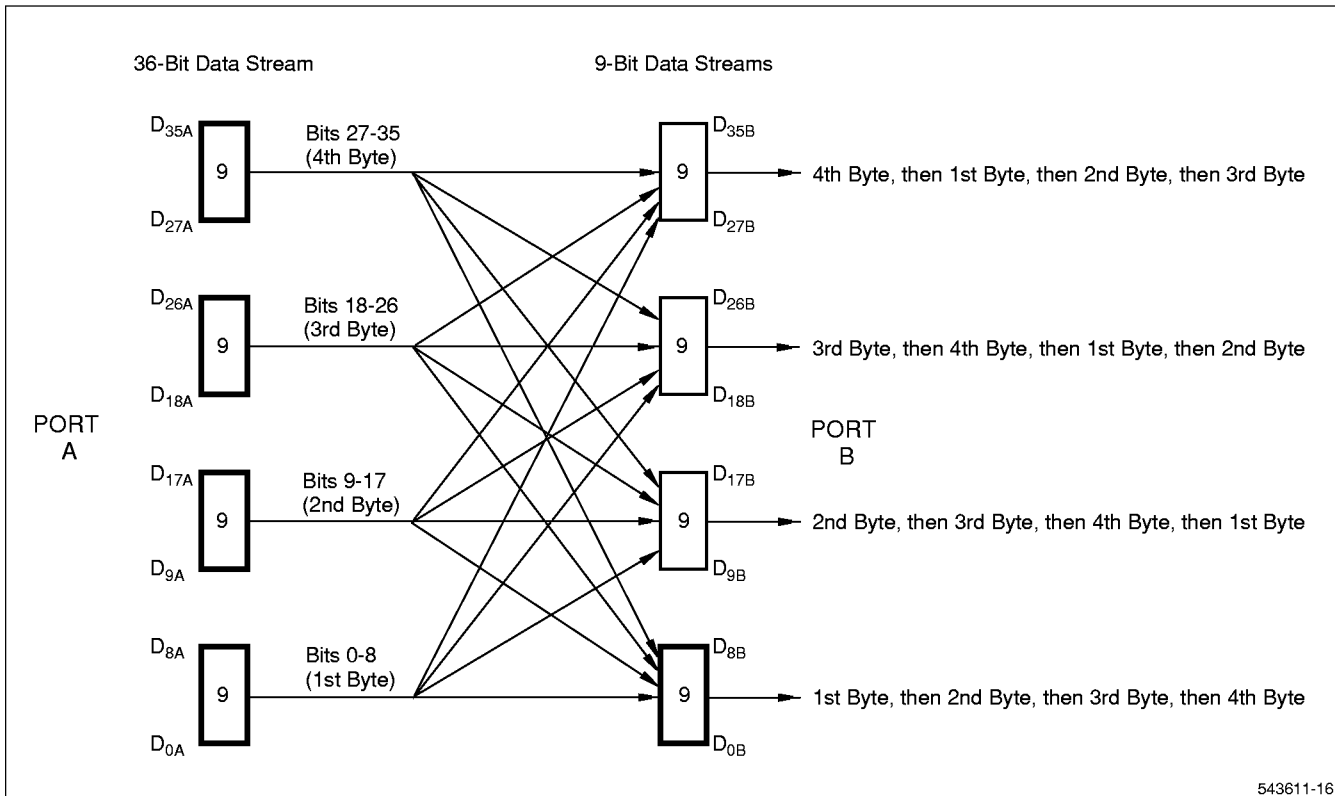 36-Bit Data Stream
9-Bit Data Streams
D35A
9
D27A
Bits 27-35
(4th Byte)
D35B
9
D27B
4th Byte, then 1st Byte, then 2nd Byte, then 3rd Byte
D26A
9
D18A
Bits 18-26
(3rd Byte)
D26B
9
D18B
3rd Byte, then 4th Byte, then 1st Byte, then 2nd Byte
PORT
A
PORT
B
D17A
9
D9A
Bits 9-17
(2nd Byte)
D17B
9
D9B
2nd Byte, then 3rd Byte, then 4th Byte, then 1st Byte
D8A
9
D0A
Bits 0-8
(1st Byte)
D8B
9
D0B
1st Byte, then 2nd Byte, then 3rd Byte, then 4th Byte
543611-16